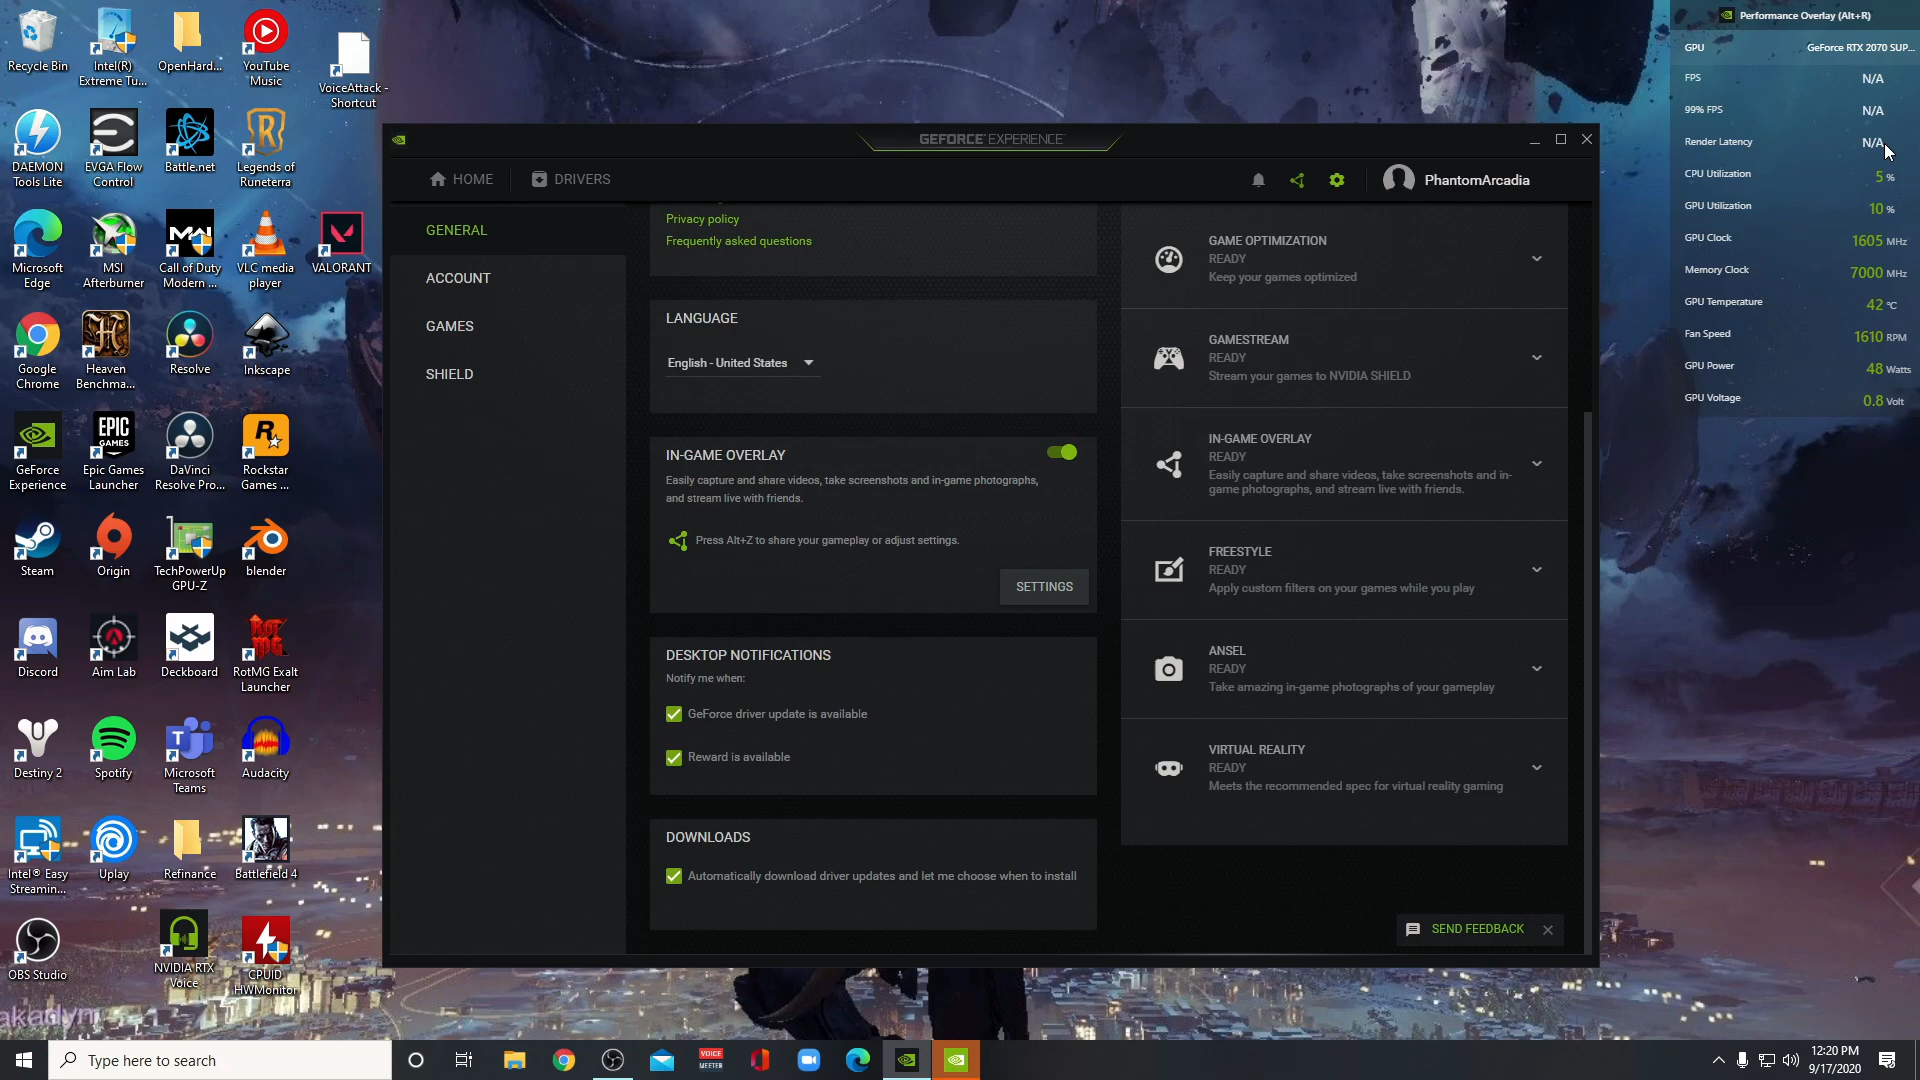 Recycle Bin
Intel(R)
Extreme Tu...
OpenHard...
YouTube
Music
VoiceAttack -
Shortcut
DAEMON
Tools Lite
EVGA Flow
Control
Battle.net
Legends of
Runeterra
Microsoft
Edge
MSI
Afterburner
Call of Duty
Modern ...
VLC media
player
VALORANT
Google
Chrome
Heaven
Benchma...
Resolve
Inkscape
GeForce
Experience
EPIC
GAMES
Epic Games
Launcher
DaVinci
Resolve Pro...
Rockstar
Games ...
Steam
Origin
TechPowerUp
GPU-Z
blender
Discord
Aim Lab
Deckboard
RotMG Exalt
Launcher
Destiny 2
Spotify
Microsoft
Teams
Audacity
Intel® Easy
Streamin...
Uplay
Refinance
Battlefield 4
OBS Studio
NVIDIA RTX
Voice
CPUID
HWMonitor
GEFORCE EXPERIENCE
HOME
DRIVERS
PhantomArcadia
GENERAL
ACCOUNT
GAMES
SHIELD
Privacy policy
Frequently asked questions
LANGUAGE
English - United States
IN-GAME OVERLAY
Easily capture and share videos, take screenshots and in-game photographs,
and stream live with friends.
Press Alt+Z to share your gameplay or adjust settings.
SETTINGS
DESKTOP NOTIFICATIONS
Notify me when:
GeForce driver update is available
Reward is available
DOWNLOADS
Automatically download driver updates and let me choose when to install
GAME OPTIMIZATION
READY
Keep your games optimized
GAMESTREAM
READY
Stream your games to NVIDIA SHIELD
IN-GAME OVERLAY
READY
Easily capture and share videos, take screenshots and in-
game photographs, and stream live with friends.
FREESTYLE
READY
Apply custom filters on your games while you play
ANSEL
READY
Take amazing in-game photographs of your gameplay
VIRTUAL REALITY
READY
Meets the recommended spec for virtual reality gaming
SEND FEEDBACK
Performance Overlay (Alt+R)
GPU GeForce RTX 2070 SUP...
FPS N/A
99% FPS N/A
Render Latency N/A
CPU Utilization 5 %
GPU Utilization 10 %
GPU Clock 1605 MHz
Memory Clock 7000 MHz
GPU Temperature 42 °C
Fan Speed 1610 RPM
GPU Power 48 Watts
GPU Voltage 0.8 Volt
Type here to search
VOICE
MEETER
12:20 PM
9/17/2020